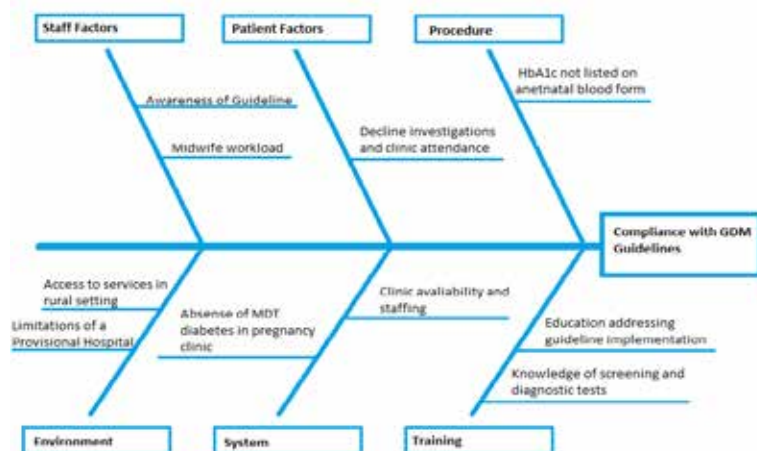 Staff Factors
Patient Factors
Procedure
HbA1c not listed on
anetnatal blood form
Awareness of Guideline
Midwife workload
Decline investigations
and clinic attendance
Compliance with GDM
Guidelines
Access to services in
rural setting
Limitations of a
Provisional Hospital
Absense of MDT
diabetes in pregnancy
clinic
Clinic avaliability and
staffing
Education addressing
guideline implementation
Knowledge of screening and
diagnostic tests
Environment
System
Training